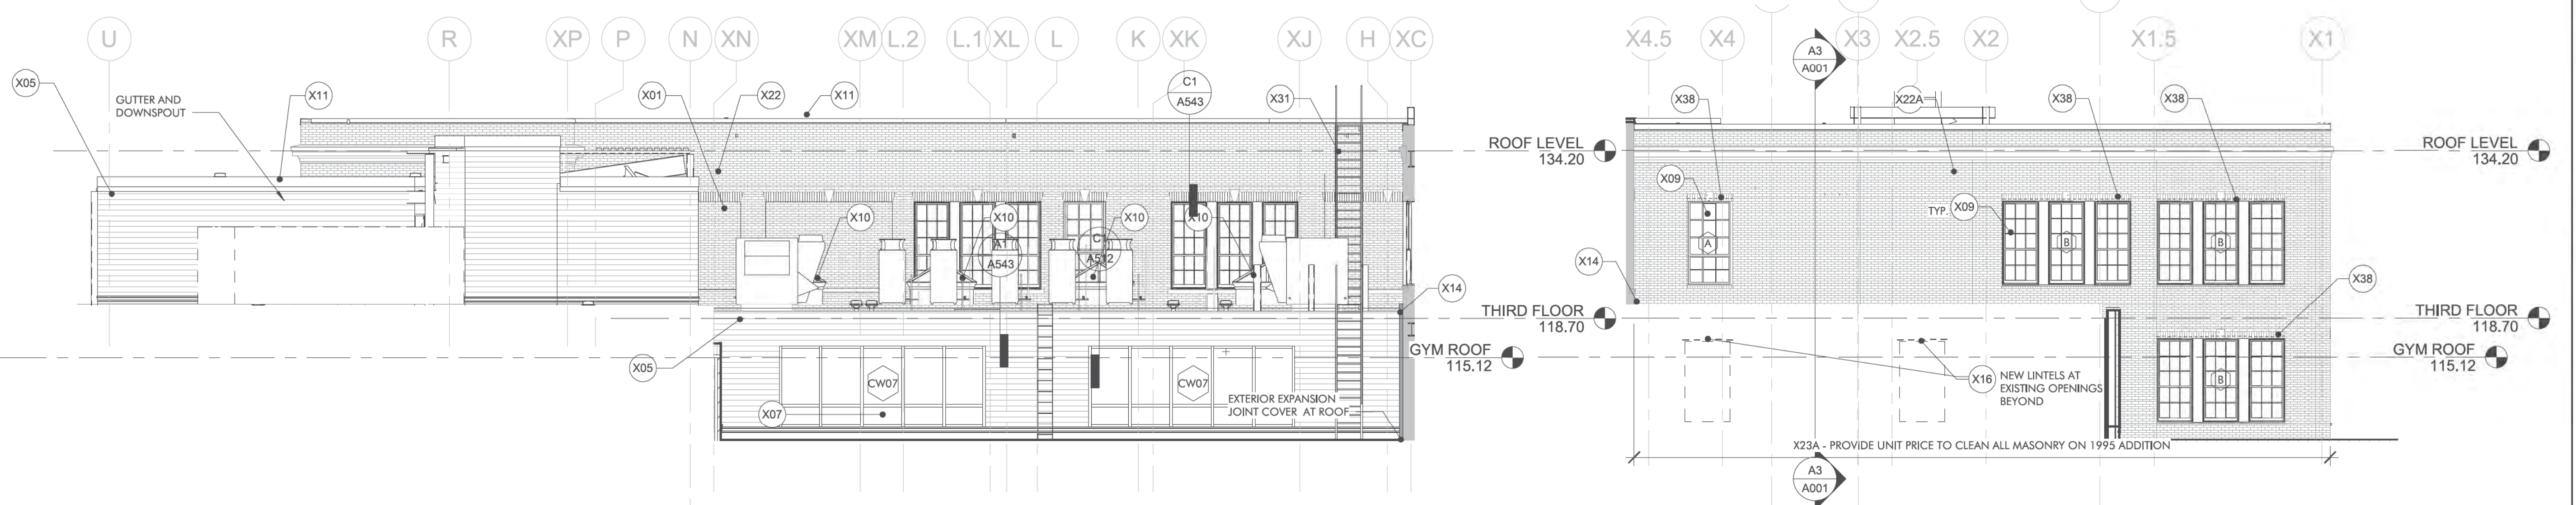 U
R
XP
P
N
XN
XM
L.2
L.1
XL
L
K
XK
XJ
H
XC
X4.5
X4
X3
X2.5
X2
X1.5
X1
A3
A001
X05
GUTTER AND
DOWNSPOUT
X11
X01
X22
X11
C1
A543
X31
X38
X22A
X38
X38
ROOF LEVEL
134.20
ROOF LEVEL
134.20
X09
TYP.
X09
X10
X10
X10
X10
A1
A543
C1
A512
A
B
B
X14
X14
X38
THIRD FLOOR
118.70
THIRD FLOOR
118.70
X05
GYM ROOF
115.12
GYM ROOF
115.12
CW07
CW07
X07
EXTERIOR EXPANSION
JOINT COVER AT ROOF
X16
NEW LINTELS AT
EXISTING OPENINGS
BEYOND
B
X23A - PROVIDE UNIT PRICE TO CLEAN ALL MASONRY ON 1995 ADDITION
A3
A001